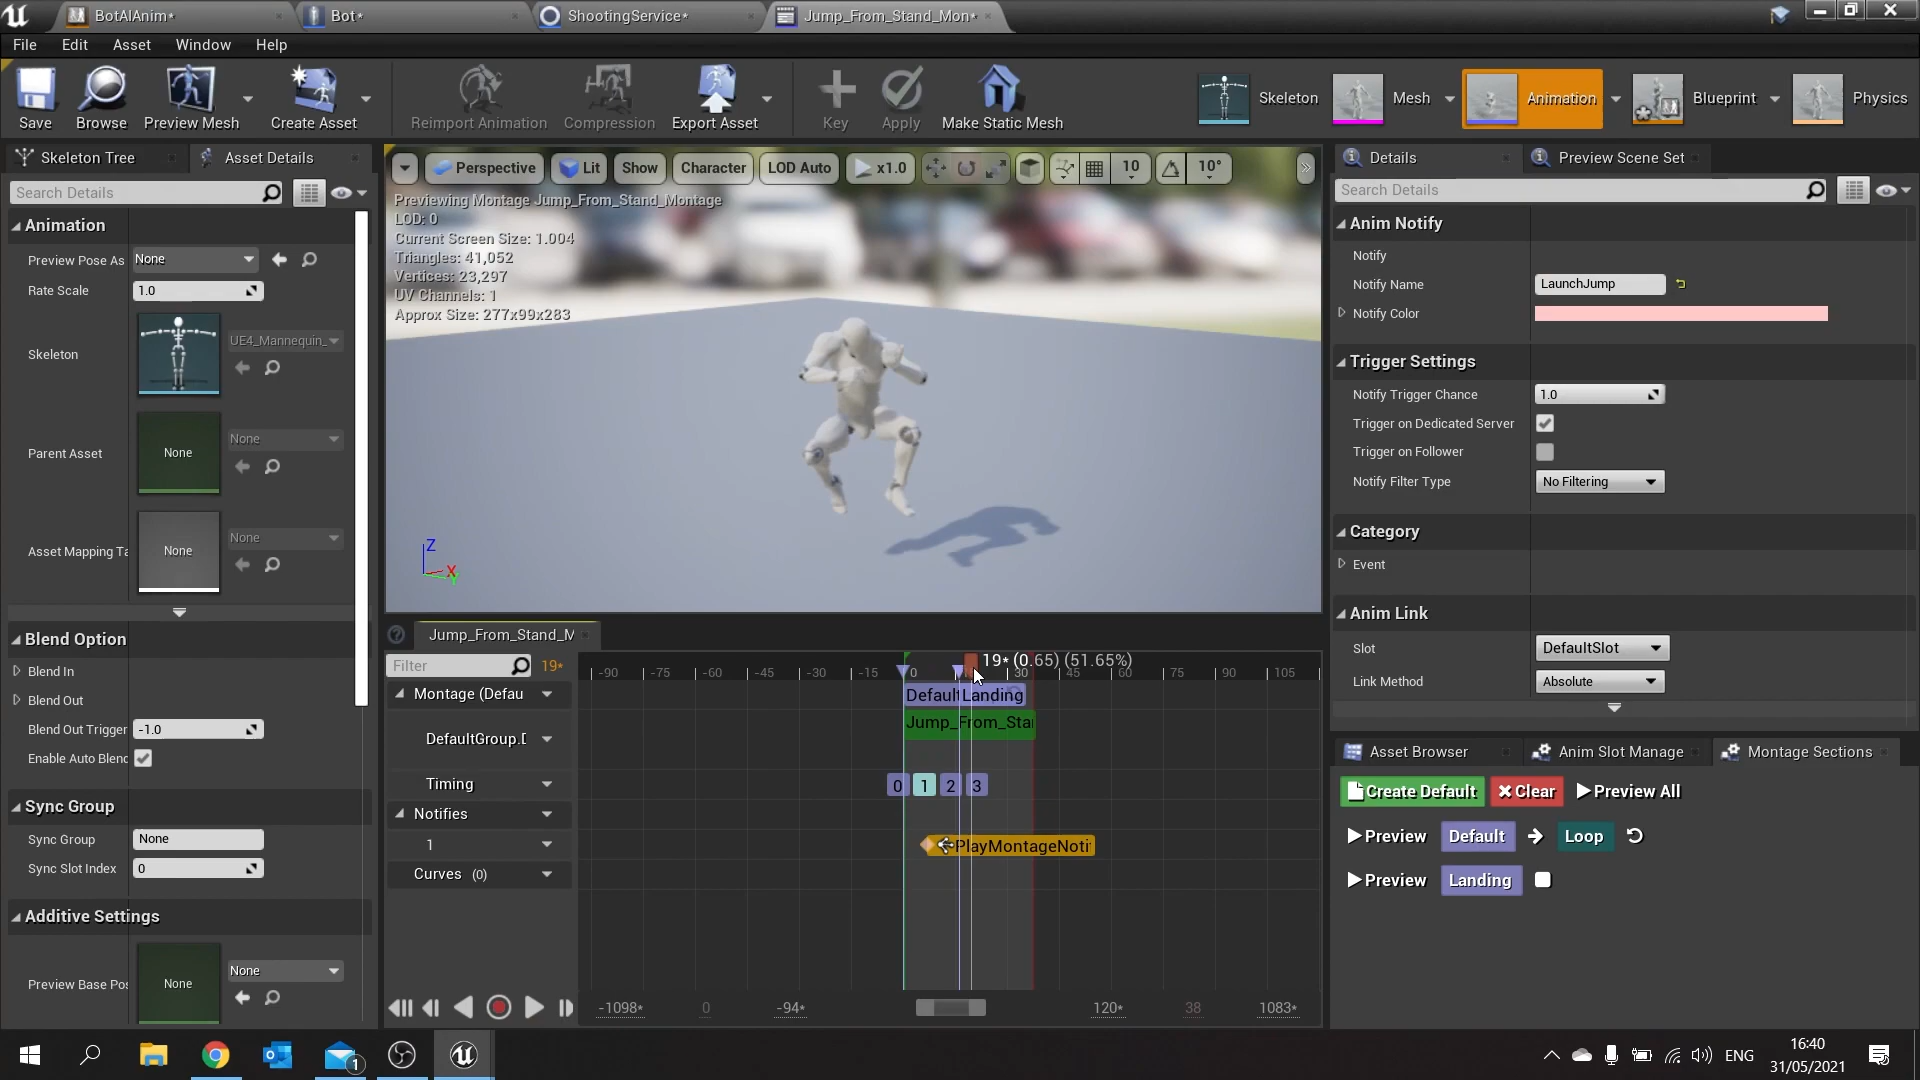 BotAIAnim*
Bot*
ShootingService*
Jump_From_Stand_Mon*
File Edit Asset Window Help
Save Browse Preview Mesh Create Asset Reimport Animation Compression Export Asset Key Apply Make Static Mesh
Skeleton Mesh Animation Blueprint Physics
Skeleton Tree Asset Details
Search Details
Animation
Preview Pose As None
Rate Scale 1.0
Skeleton UE4_Mannequin_
Parent Asset None None
Asset Mapping Ta None None
Blend Option
Blend In
Blend Out
Blend Out Trigger -1.0
Enable Auto Blend
Sync Group
Sync Group None
Sync Slot Index 0
Additive Settings
Preview Base Pos None None
Perspective Lit Show Character LOD Auto x1.0 10 10°
Previewing Montage Jump_From_Stand_Montage
LOD: 0
Current Screen Size: 1.004
Triangles: 41,052
Vertices: 23,297
UV Channels: 1
Approx Size: 277x99x283
Z
X
Y
Jump_From_Stand_M
Filter 19*
-90 -75 -60 -45 -30 -15 0 30 45 60 75 90 105
19* (0.65) (51.65%)
Montage (Defau
Default Landing
DefaultGroup.D
Jump_From_Sta
Timing 0 1 2 3
Notifies
1 PlayMontageNoti
Curves (0)
-1098* 0 -94* 120* 38 1083*
Details Preview Scene Set
Search Details
Anim Notify
Notify
Notify Name LaunchJump
Notify Color
Trigger Settings
Notify Trigger Chance 1.0
Trigger on Dedicated Server
Trigger on Follower
Notify Filter Type No Filtering
Category
Event
Anim Link
Slot DefaultSlot
Link Method Absolute
Asset Browser Anim Slot Manage Montage Sections
Create Default Clear Preview All
Preview Default Loop
Preview Landing
1
ENG
16:40
31/05/2021